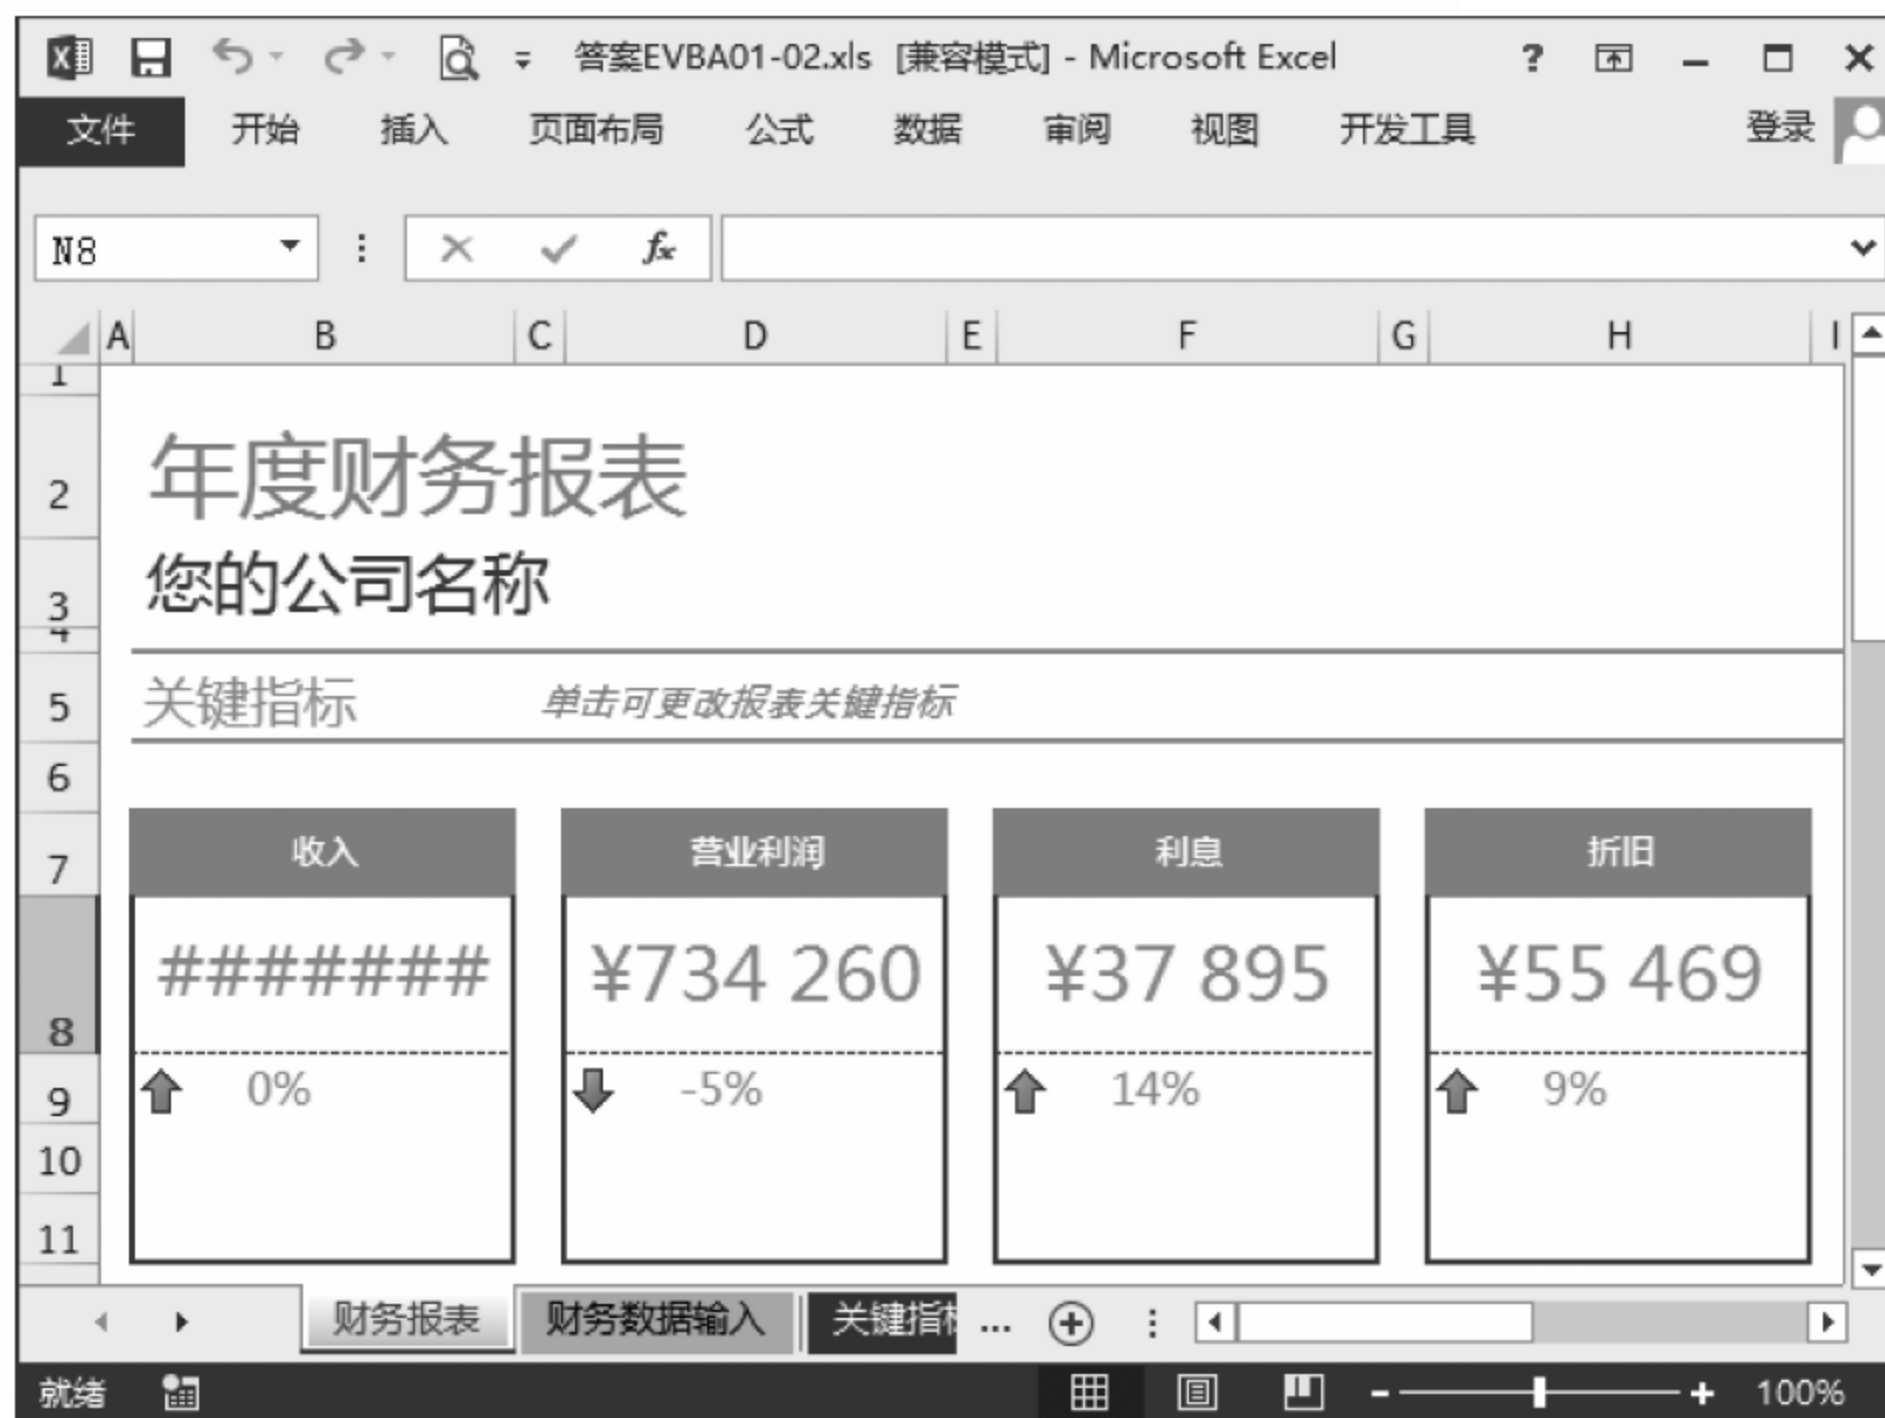 答案EVBA01-02.xls [兼容模式] - Microsoft Excel ?
文件 开始 插入 页面布局 公式 数据 审阅 视图 开发工具 登录
N8 fx
A B C D E F G H I
1
2 年度财务报表
3 您的公司名称
4
5 关键指标 单击可更改报表关键指标
6
7 收入 营业利润 利息 折旧
8 ####### ¥734 260 ¥37 895 ¥55 469
9 0% -5% 14% 9%
10
11
财务报表 财务数据输入 关键指标 ...
就绪 100%